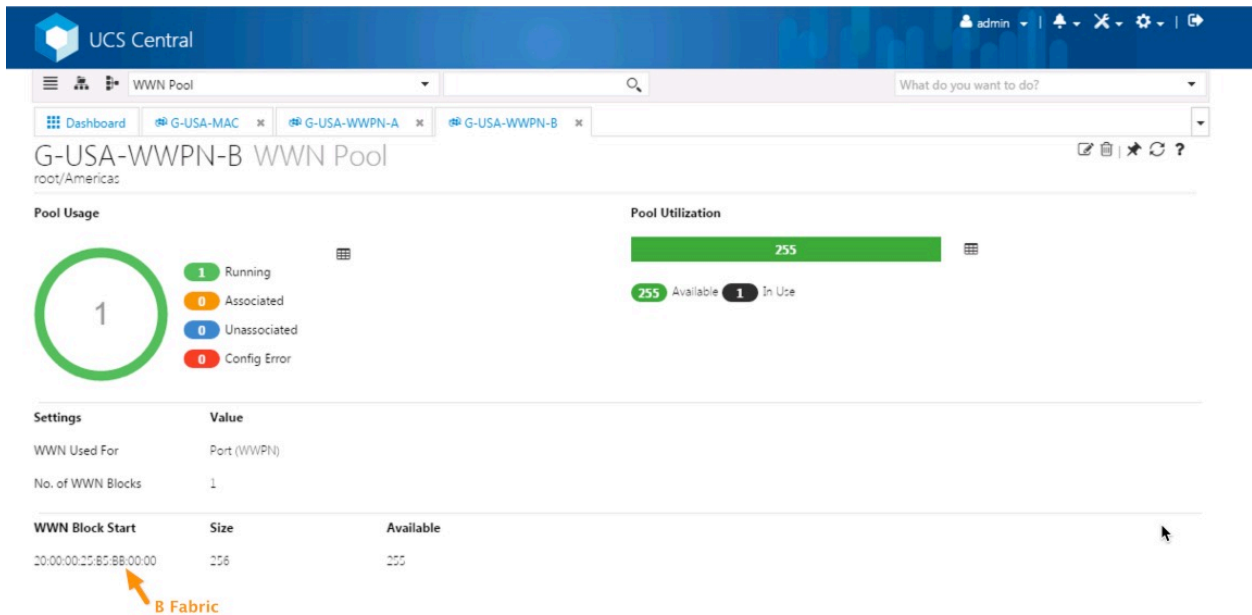 UCS Central
admin
WWN Pool
What do you want to do?
Dashboard G-USA-MAC G-USA-WWPN-A G-USA-WWPN-B
G-USA-WWPN-B WWN Pool
root/Americas
Pool Usage
Pool Utilization
1
1 Running
0 Associated
0 Unassociated
0 Config Error
255
255 Available 1 In Use
Settings Value
WWN Used For Port (WWPN)
No. of WWN Blocks 1
WWN Block Start Size Available
20:00:00:25:B5:BB:00:00 256 255
B Fabric